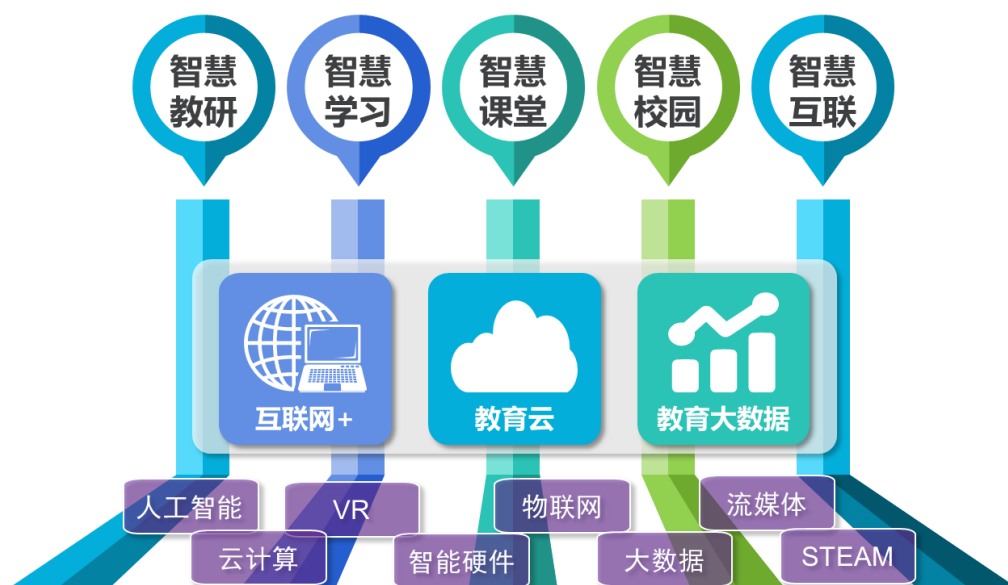 智慧
教研
智慧
学习
智慧
课堂
智慧
校园
智慧
互联
互联网+
教育云
教育大数据
人工智能
VR
物联网
流媒体
云计算
智能硬件
大数据
STEAM